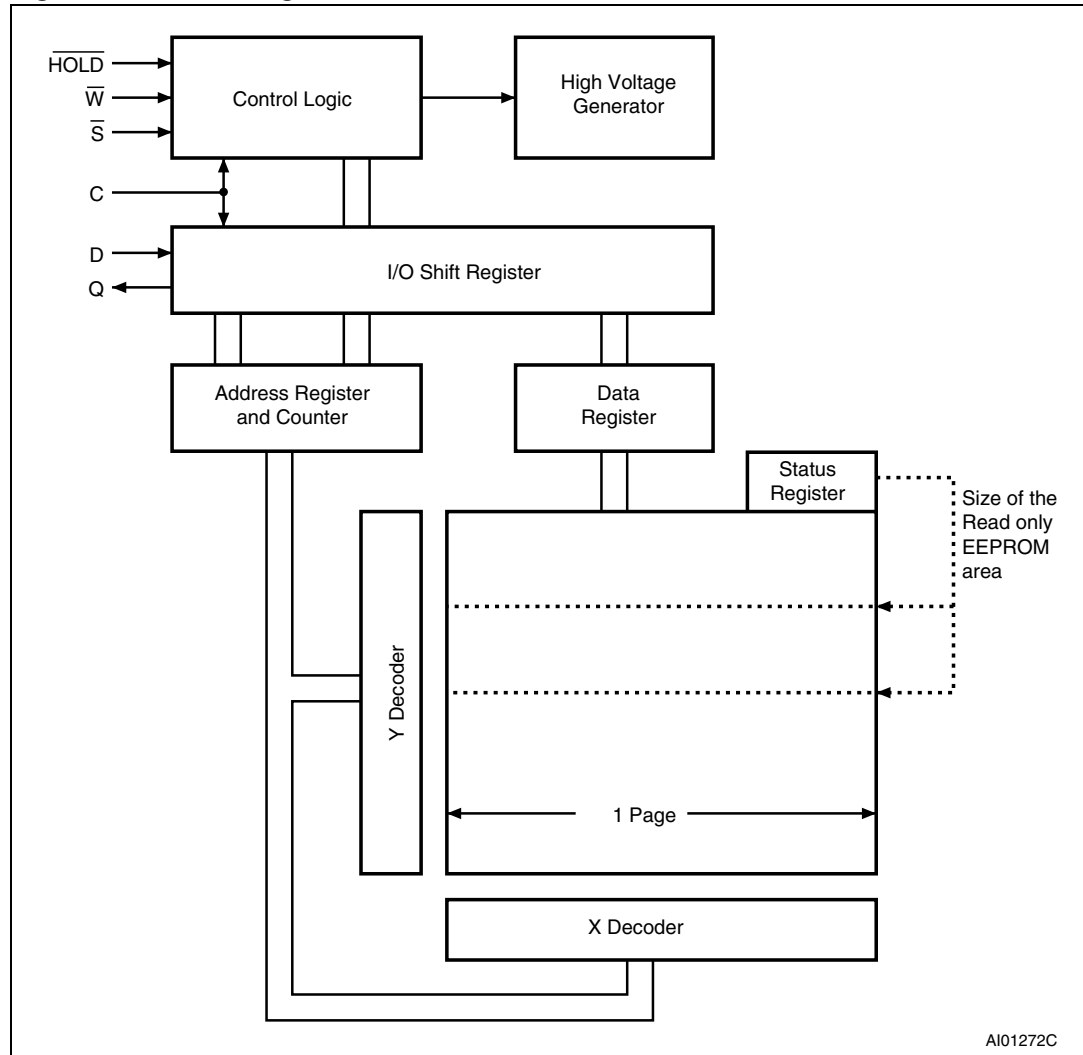 HOLD
W
S
C
D
Q
Control Logic
High Voltage
Generator
I/O Shift Register
Address Register
and Counter
Data
Register
Status
Register
Size of the
Read only
EEPROM
area
Y Decoder
1 Page
X Decoder
AI01272C